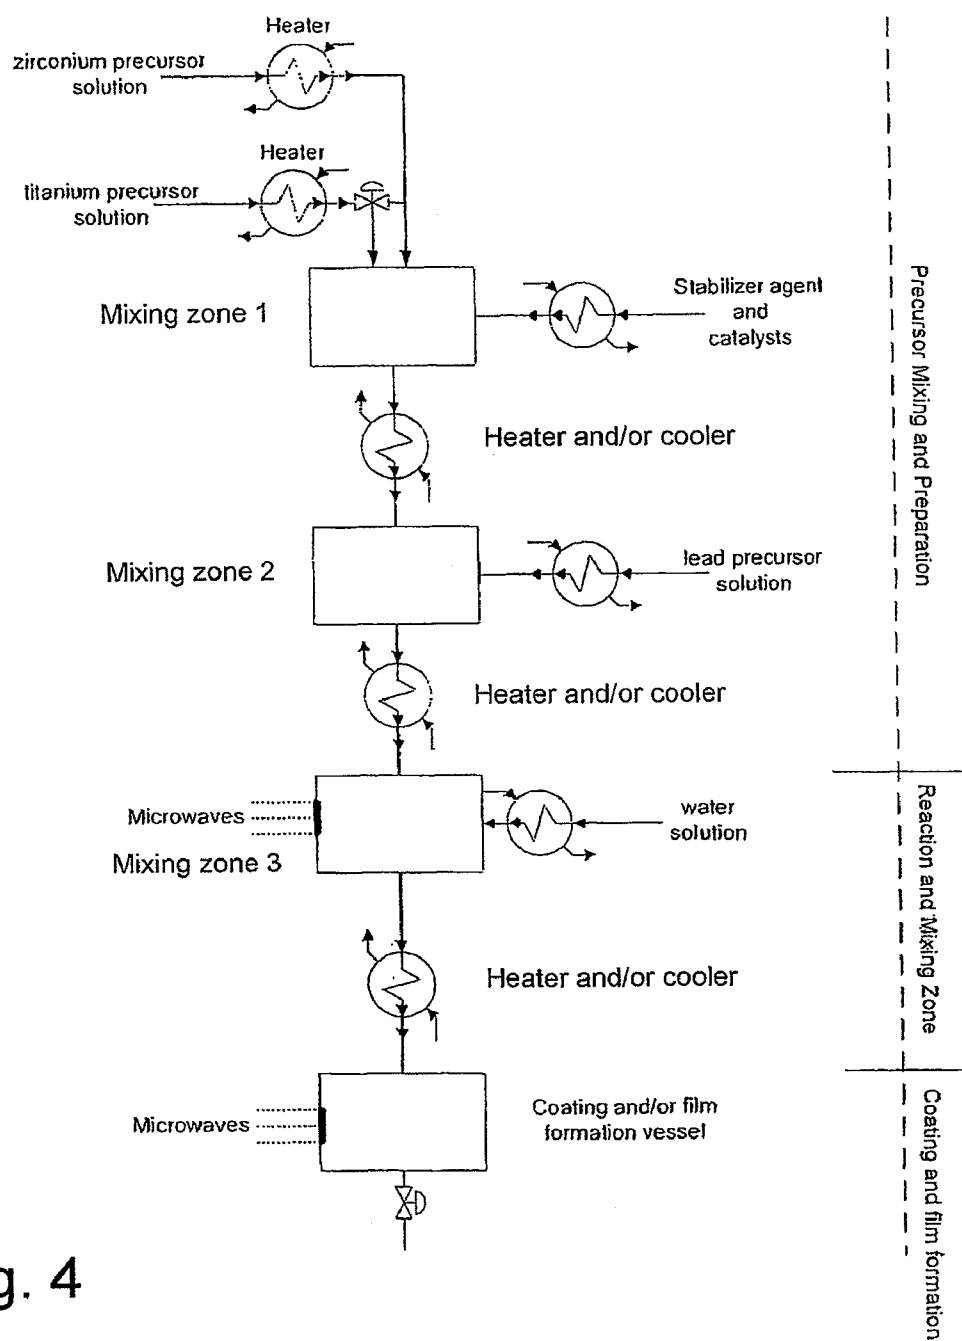 Heater
zirconium precursor
solution
Heater
titanium precursor
solution
Mixing zone 1
Stabilizer agent
and
catalysts
Heater and/or cooler
Mixing zone 2
lead precursor
solution
Heater and/or cooler
Microwaves
Mixing zone 3
water
solution
Heater and/or cooler
Microwaves
Coating and/or film
formation vessel
Precursor Mixing and Preparation
Reaction and Mixing Zone
Coating and film formation
g. 4